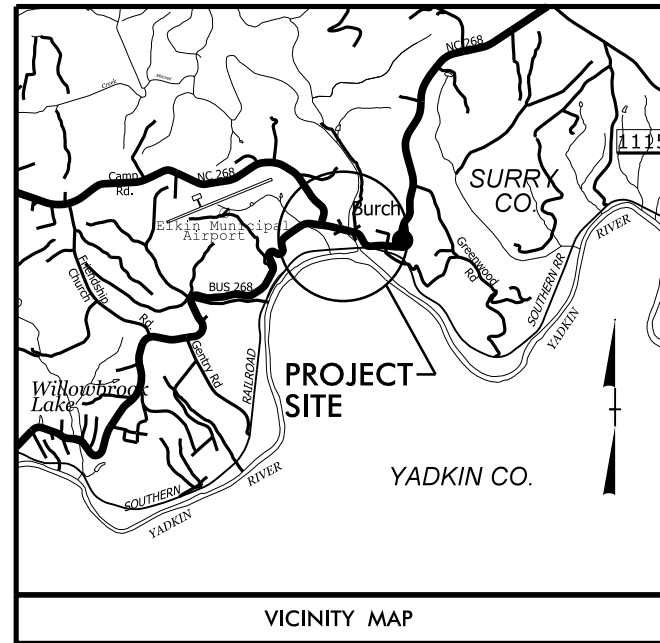 NC 268
Creek
Mitchell
1115
Camp
Rd.
NC 268
SURRY
CO.
Burch
Elkin Municipal
Airport
RIVER
Greenwood
Rd
Friendship
Church
Rd.
BUS 268
SOUTHERN RR
YADKIN
Gentry Rd
RAILROAD
PROJECT
SITE
Willowbrook
Lake
YADKIN CO.
SOUTHERN
RIVER
YADKIN
VICINITY MAP